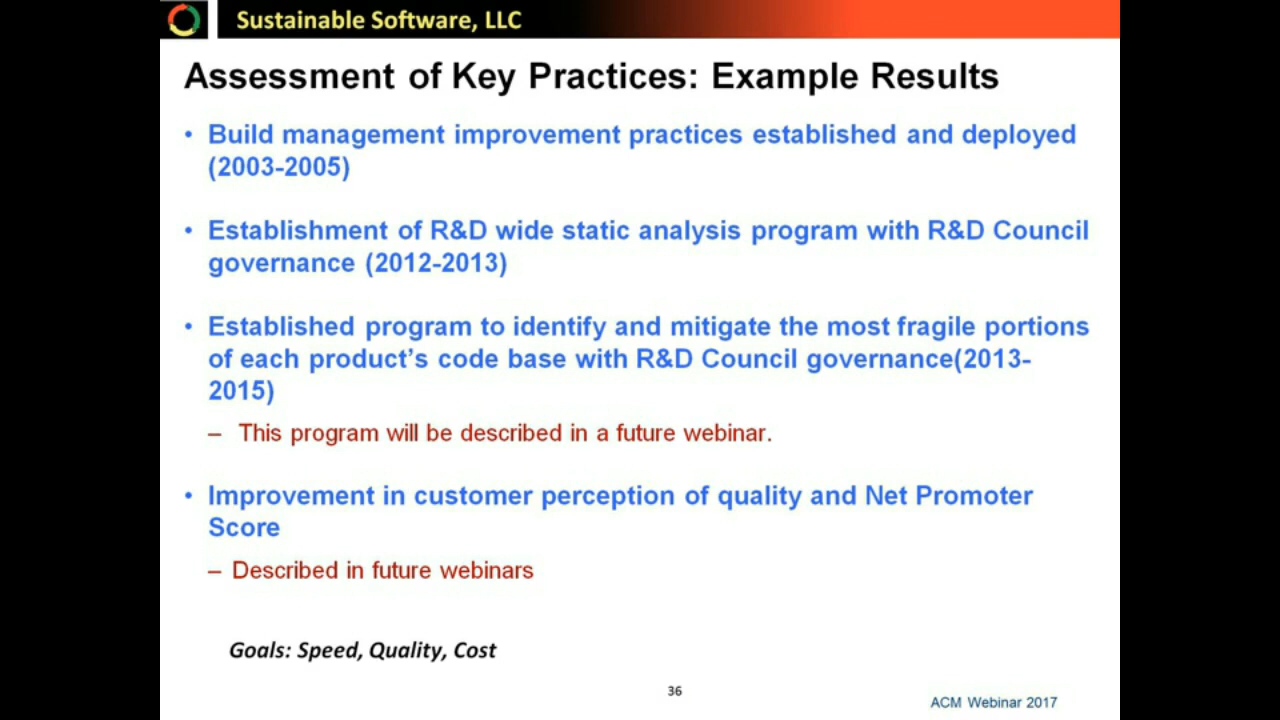 Sustainable Software, LLC
Assessment of Key Practices: Example Results
• Build management improvement practices established and deployed
(2003-2005)
• Establishment of R&D wide static analysis program with R&D Council
governance (2012-2013)
• Established program to identify and mitigate the most fragile portions
of each product’s code base with R&D Council governance(2013-
2015)
– This program will be described in a future webinar.
• Improvement in customer perception of quality and Net Promoter
Score
– Described in future webinars
Goals: Speed, Quality, Cost
36
ACM Webinar 2017